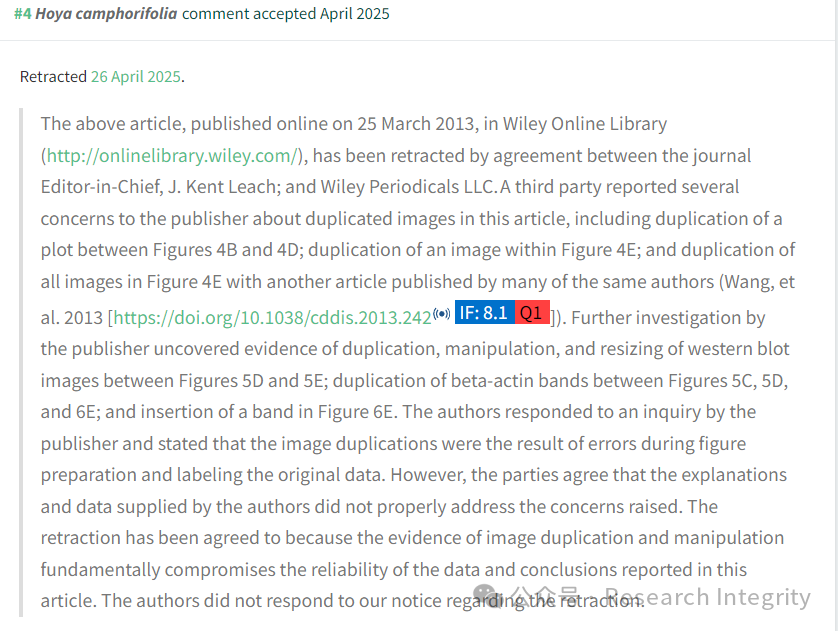 #4 Hoya camphorifolia comment accepted April 2025
Retracted 26 April 2025.
The above article, published online on 25 March 2013, in Wiley Online Library
(http://onlinelibrary.wiley.com/), has been retracted by agreement between the journal
Editor-in-Chief, J. Kent Leach; and Wiley Periodicals LLC.A third party reported several
concerns to the publisher about duplicated images in this article, including duplication of a
plot between Figures 4B and 4D; duplication of an image within Figure 4E; and duplication of
all images in Figure 4E with another article published by many of the same authors (Wang, et
al. 2013 [https://doi.org/10.1038/cddis.2013.242 IF: 8.1 Q1 ]). Further investigation by
the publisher uncovered evidence of duplication, manipulation, and resizing of western blot
images between Figures 5D and 5E; duplication of beta-actin bands between Figures 5C, 5D,
and 6E; and insertion of a band in Figure 6E. The authors responded to an inquiry by the
publisher and stated that the image duplications were the result of errors during figure
preparation and labeling the original data. However, the parties agree that the explanations
and data supplied by the authors did not properly address the concerns raised. The
retraction has been agreed to because the evidence of image duplication and manipulation
fundamentally compromises the reliability of the data and conclusions reported in this
article. The authors did not respond to our notice regarding the retraction.
公众号 · Research Integrity